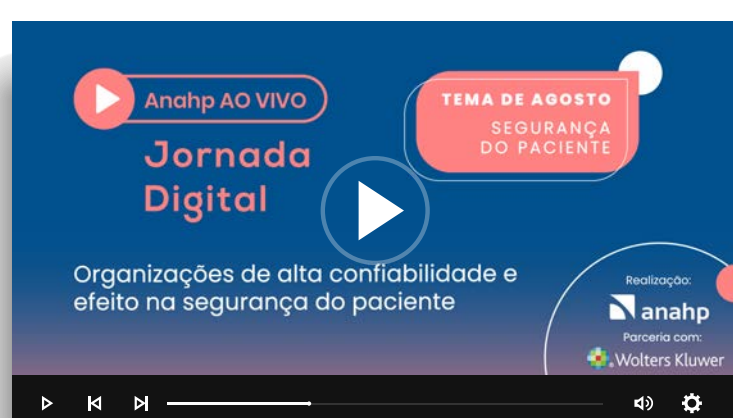 Anahp AO VIVO
Jornada
Digital
TEMA DE AGOSTO
SEGURANÇA
DO PACIENTE
Organizações de alta confiabilidade e
efeito na segurança do paciente
Realização:
anahp
Parceria com:
Wolters Kluwer